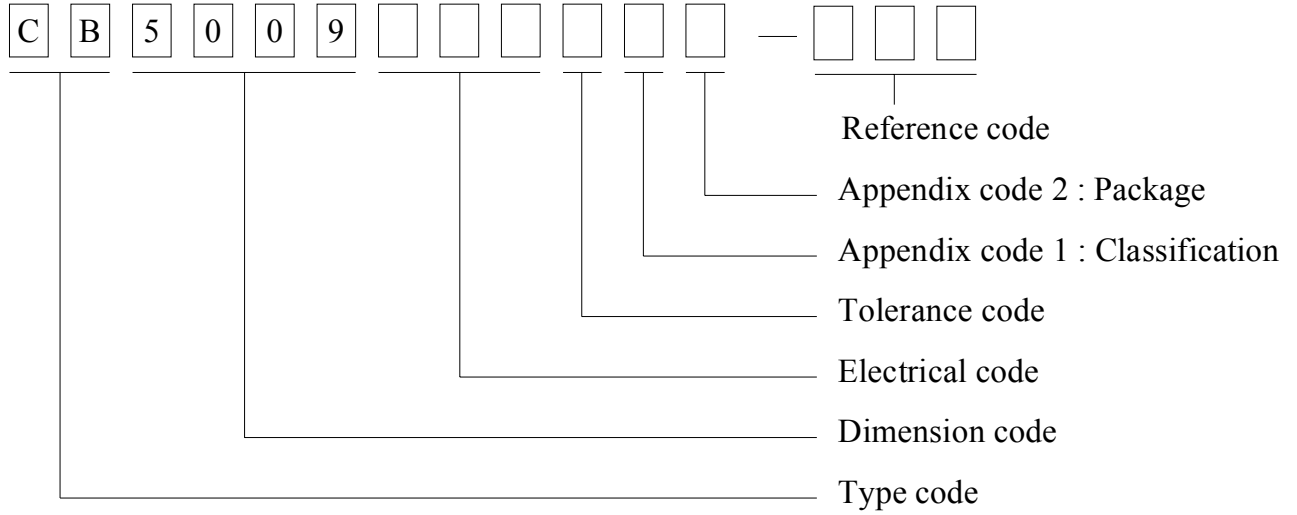 C B 5 0 0 9 —
Reference code
Appendix code 2 : Package
Appendix code 1 : Classification
Tolerance code
Electrical code
Dimension code
Type code